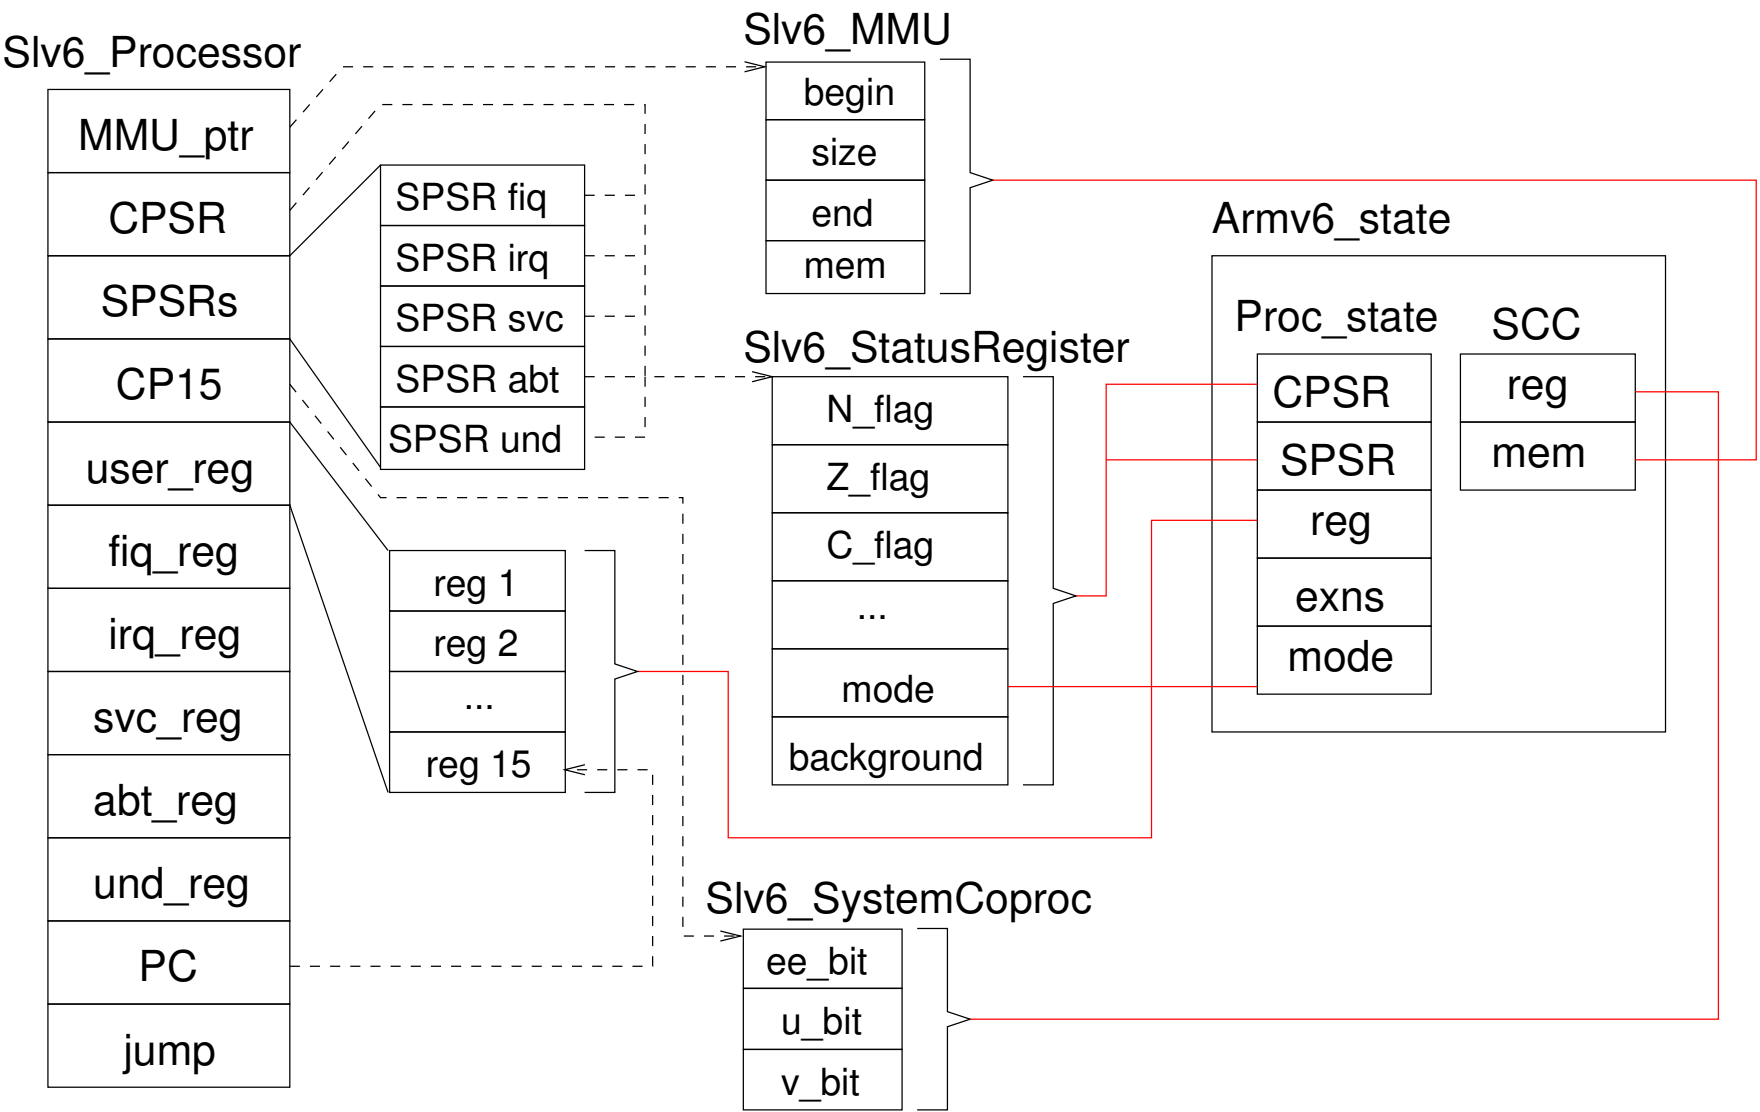 Slv6_Processor
MMU_ptr
CPSR
SPSRs
CP15
user_reg
fiq_reg
irq_reg
svc_reg
abt_reg
und_reg
PC
jump
SPSR fiq
SPSR irq
SPSR svc
SPSR abt
SPSR und
reg 1
reg 2
...
reg 15
Slv6_MMU
begin
size
end
mem
Slv6_StatusRegister
N_flag
Z_flag
C_flag
...
mode
background
Slv6_SystemCoproc
ee_bit
u_bit
v_bit
Armv6_state
Proc_state
CPSR
SPSR
reg
exns
mode
SCC
reg
mem